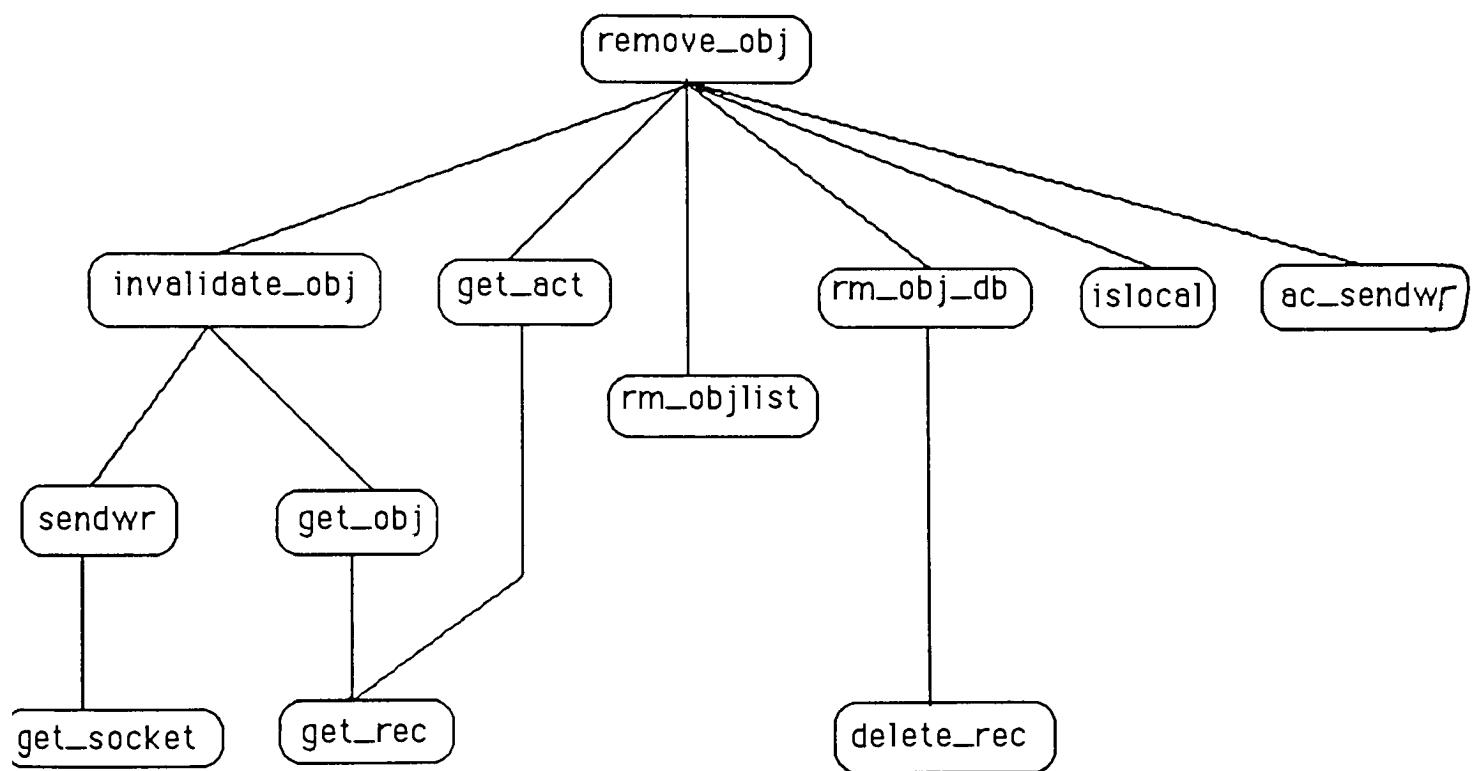 remove_obj
invalidate_obj
get_act
rm_obj_db
islocal
ac_sendwr
rm_objlist
sendwr
get_obj
get_socket
get_rec
delete_rec